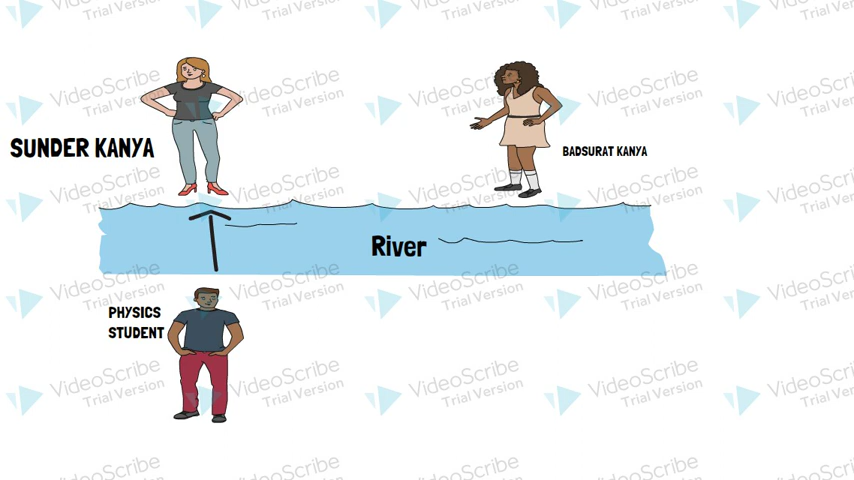 SUNDER KANYA
BADSURAT KANYA
River
PHYSICS
STUDENT
VideoScribe
Trial Version